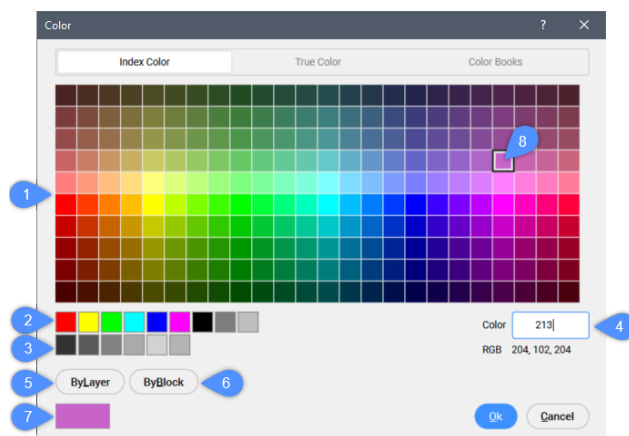 Color ? ×
Index Color True Color Color Books
8
1
2
Color 213 4
3
RGB 204, 102, 204
5 ByLayer ByBlock 6
7
Ok Cancel